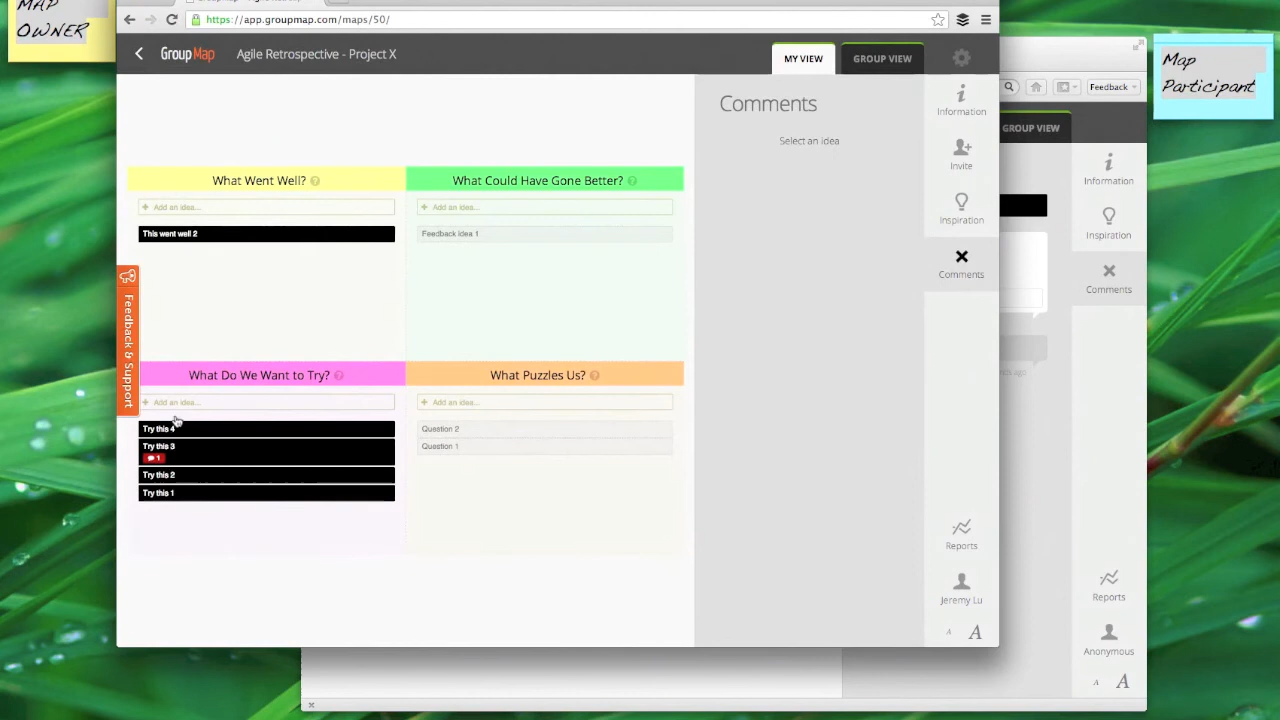 MAP
OWNER
https://app.groupmap.com/maps/50/
GroupMap
Agile Retrospective - Project X
MY VIEW
GROUP VIEW
Map
Participant
Feedback
GROUP VIEW
Comments
Select an idea
Information
Invite
Inspiration
Comments
Reports
Jeremy Lu
A A
Information
Inspiration
Comments
Reports
Anonymous
A A
What Went Well? ?
+ Add an idea...
This went well 2
What Could Have Gone Better? ?
+ Add an idea...
Feedback idea 1
Feedback & Support
What Do We Want to Try? ?
+ Add an idea...
Try this 4
Try this 3
1
Try this 2
Try this 1
What Puzzles Us? ?
+ Add an idea...
Question 2
Question 1